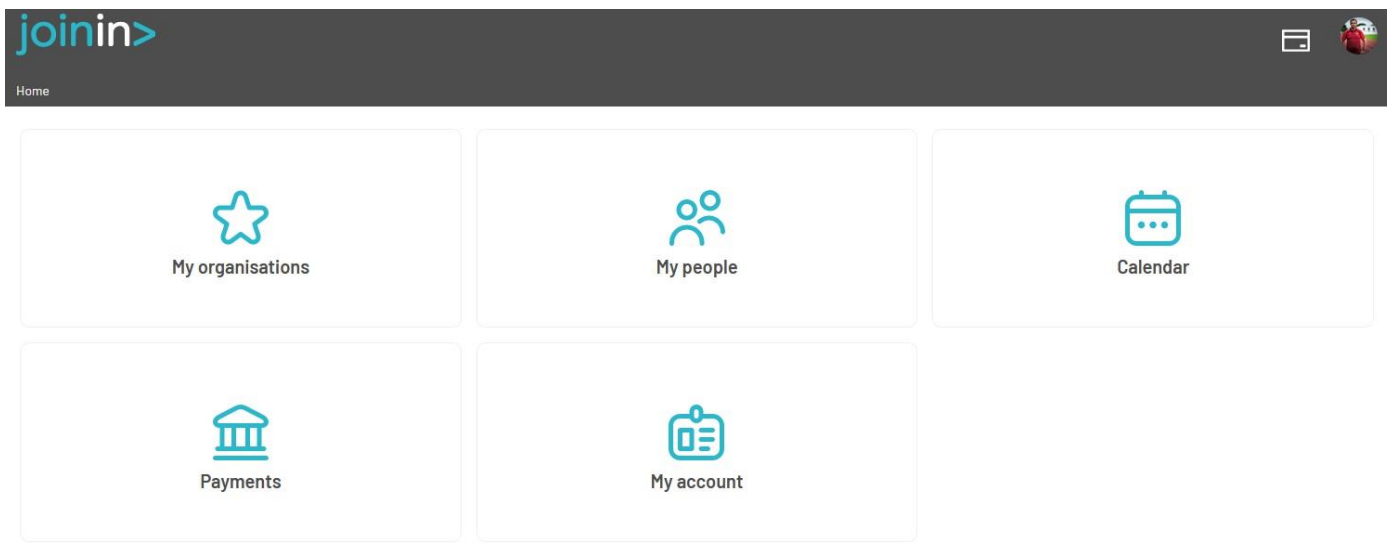 joinin>
Home
My organisations
My people
Calendar
Payments
My account